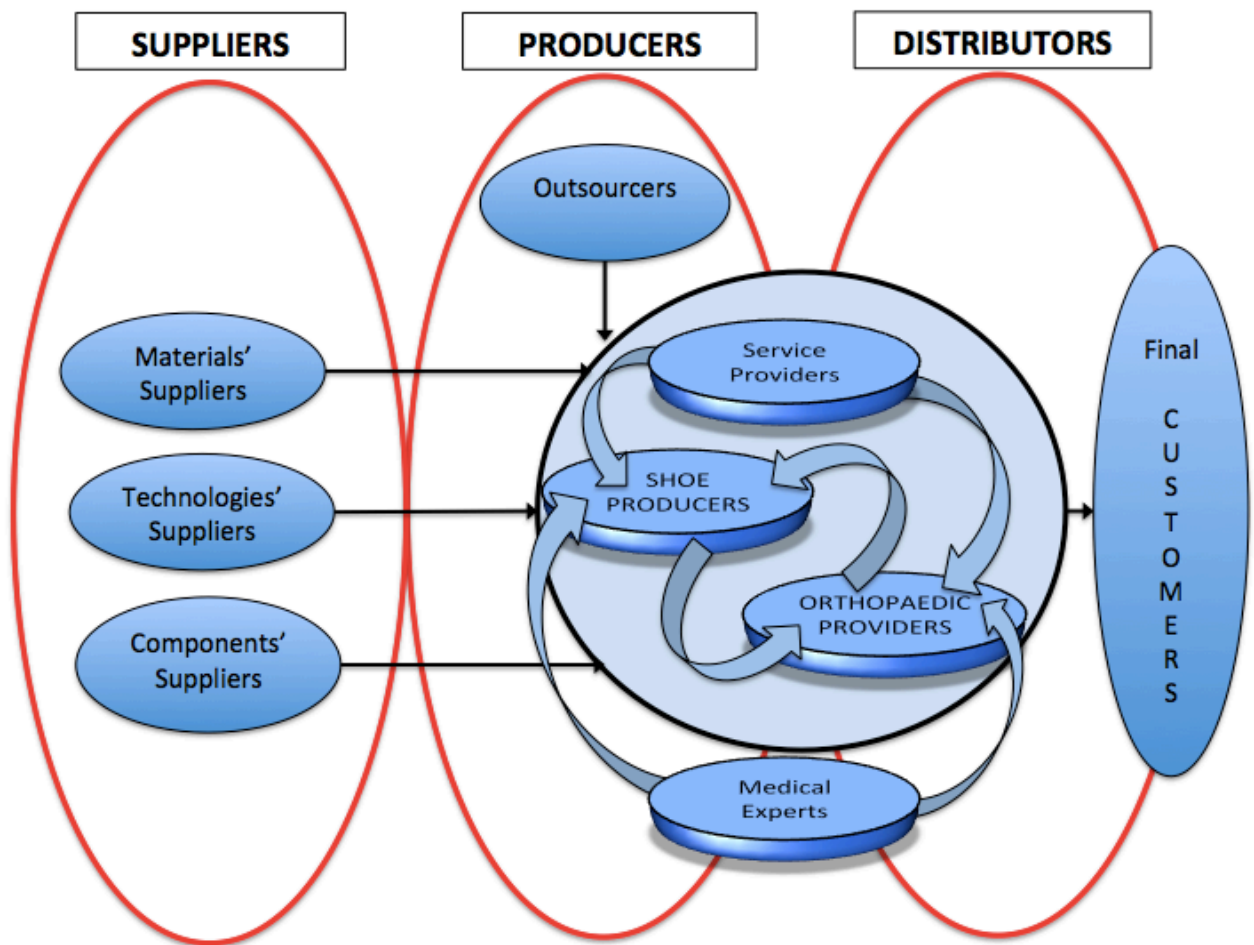 SUPPLIERS
PRODUCERS
DISTRIBUTORS
Outsourcers
Materials’
Suppliers
Technologies’
Suppliers
Components’
Suppliers
Service
Providers
SHOE
PRODUCERS
ORTHOPAEDIC
PROVIDERS
Medical
Experts
Final
C
U
S
T
O
M
E
R
S